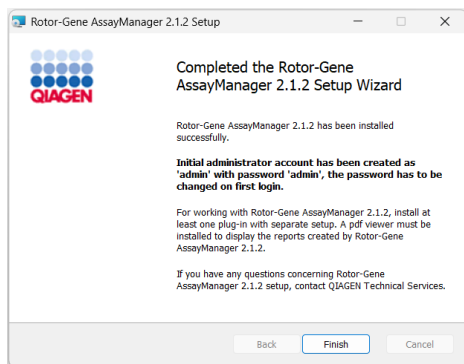 Rotor-Gene AssayManager 2.1.2 Setup
QIAGEN
Completed the Rotor-Gene
AssayManager 2.1.2 Setup Wizard
Rotor-Gene AssayManager 2.1.2 has been installed
successfully.
Initial administrator account has been created as
'admin' with password 'admin', the password has to be
changed on first login.
For working with Rotor-Gene AssayManager 2.1.2, install at
least one plug-in with separate setup. A pdf viewer must be
installed to display the reports created by Rotor-Gene
AssayManager 2.1.2.
If you have any questions concerning Rotor-Gene
AssayManager 2.1.2 setup, contact QIAGEN Technical Services.
Back Finish Cancel